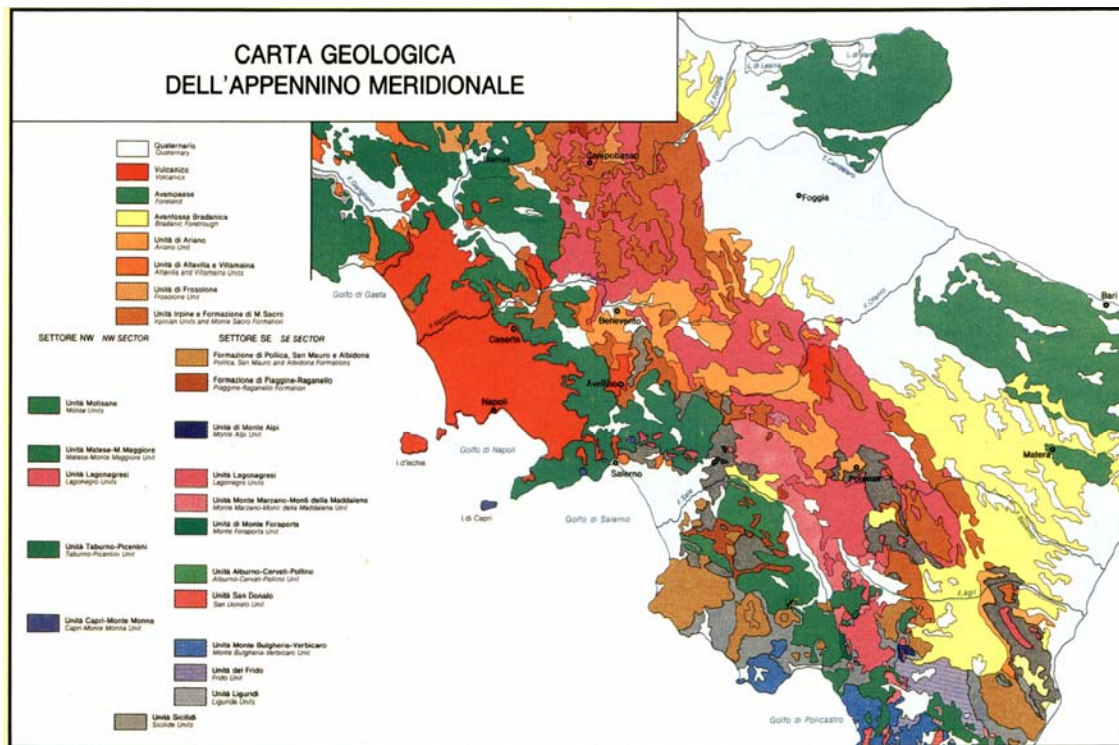 CARTA GEOLOGICA
DELL'APPENNINO MERIDIONALE
Quaternario
Quaternary
Vulcanico
Volcanics
Avampaese
Foreland
Avanfossa Bradanica
Bradanic Foretrough
Unità di Ariano
Ariano Unit
Unità di Altavilla e Villamaina
Altavilla and Villamaina Units
Unità di Frosolone
Frosolone Unit
Unità Irpine e Formazione di M.Sacro
Irpinian Units and Monte Sacro Formation
SETTORE NW NW SECTOR
SETTORE SE SE SECTOR
Formazione di Pollica, San Mauro e Albidona
Pollica, San Mauro and Albidona Formations
Formazione di Piaggine-Raganello
Piaggine-Raganello Formation
Unità Molisane
Molise Units
Unità di Monte Alpi
Monte Alpi Unit
Unità Matese-M.Maggiore
Matese-Monte Maggiore Unit
Unità Lagonegresi
Lagonegro Units
Unità Lagonegresi
Lagonegro Units
Unità Monte Marzano-Monti della Maddalena
Monte Marzano-Monti della Maddalena Unit
Unità di Monte Foraporta
Monte Foraporta Unit
Unità Taburno-Picentini
Taburno-Picentini Unit
Unità Alburno-Cervati-Pollino
Alburno-Cervati-Pollino Unit
Unità San Donato
San Donato Unit
Unità Capri-Monte Monna
Capri-Monte Monna Unit
Unità Monte Bulgheria-Verbicaro
Monte Bulgheria-Verbicaro Unit
Unità del Frido
Frido Unit
Unità Liguridi
Liguride Units
Unità Sicilidi
Sicilide Units
L. di Lesina
F. Fortore
Isernia
Campobasso
F. Garigliano
T. Candelaro
Foggia
Golfo di Gaeta
F. Volturno
F. Ofanto
Bari
Caserta
Benevento
Avellino
Napoli
I.d'Ischia
Golfo di Napoli
Salerno
Potenza
Matera
I.di Capri
Golfo di Salerno
F. Sele
F. Agri
Golfo di Policastro